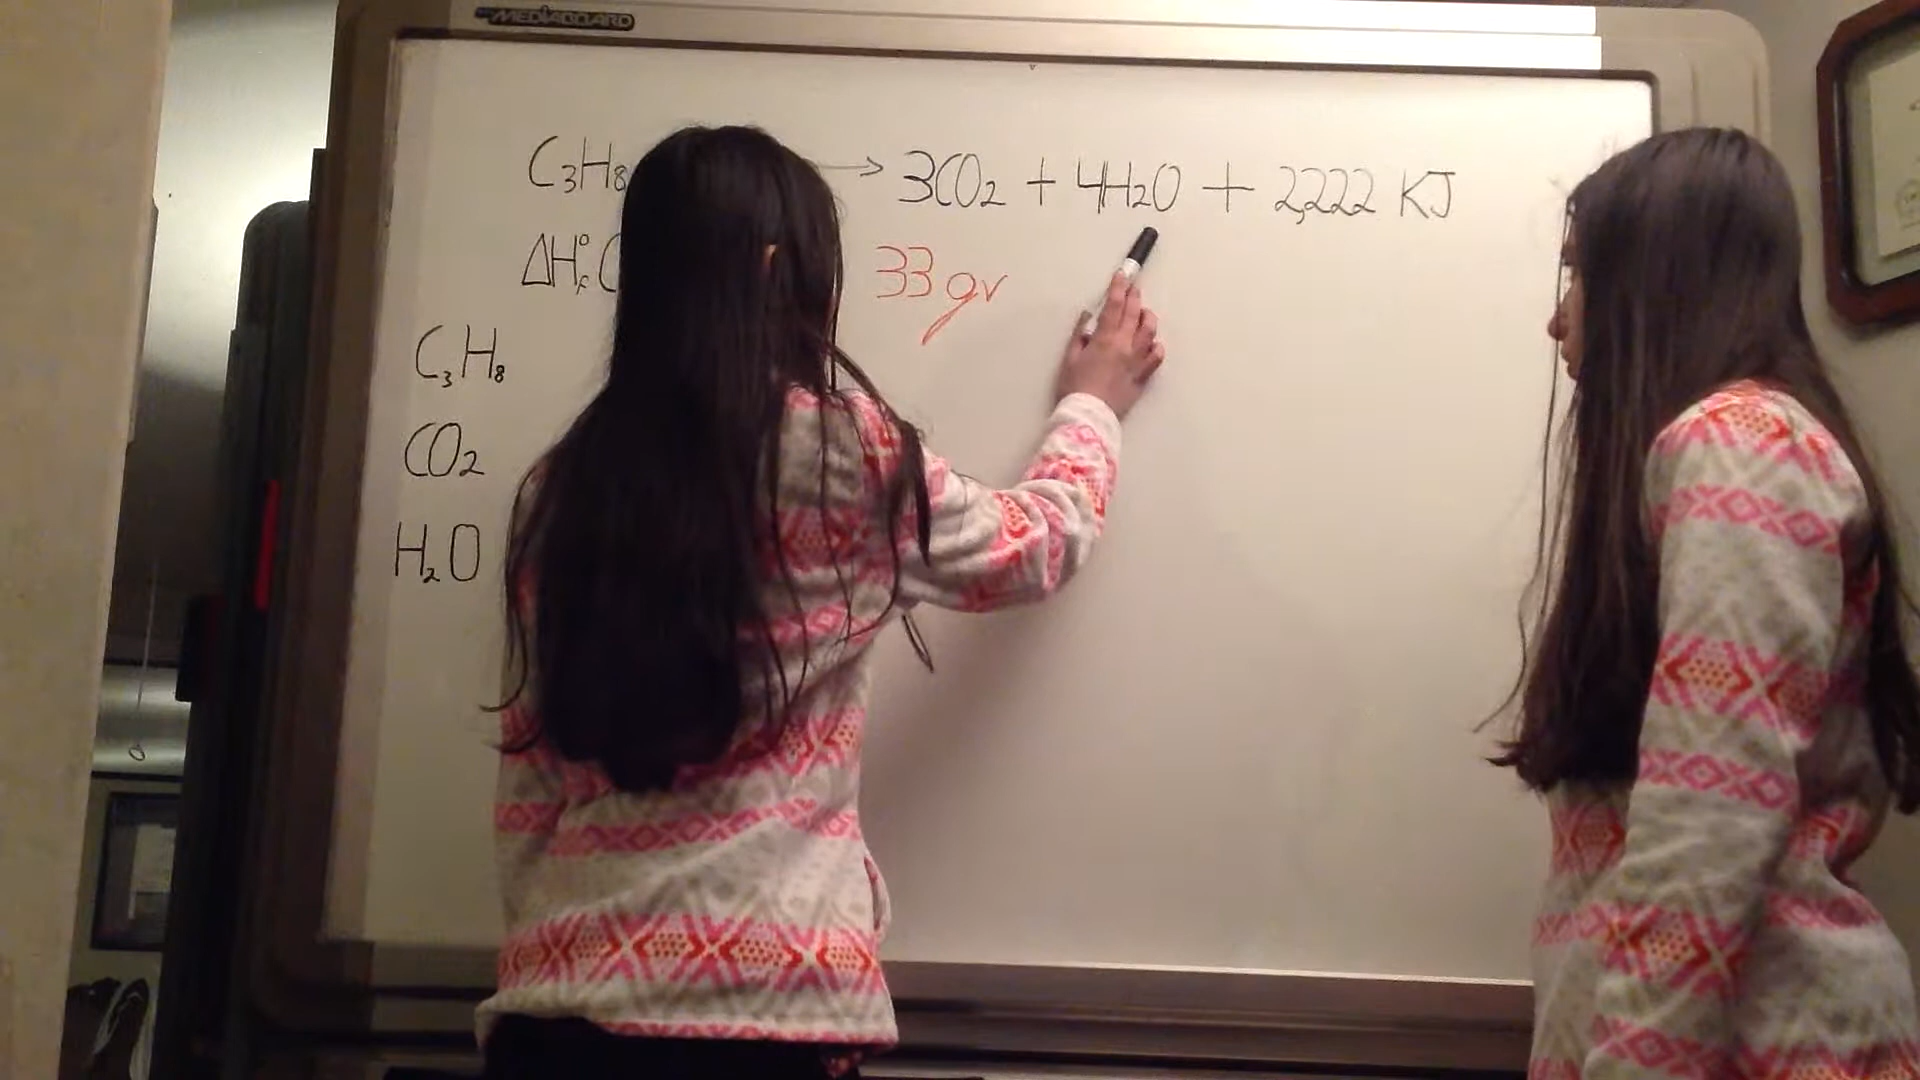 MEDIABOARD
C₃H₈ → 3CO₂ + 4H₂O + 2,222 KJ
ΔH° 33 gr
C₃H₈
CO₂
H₂O